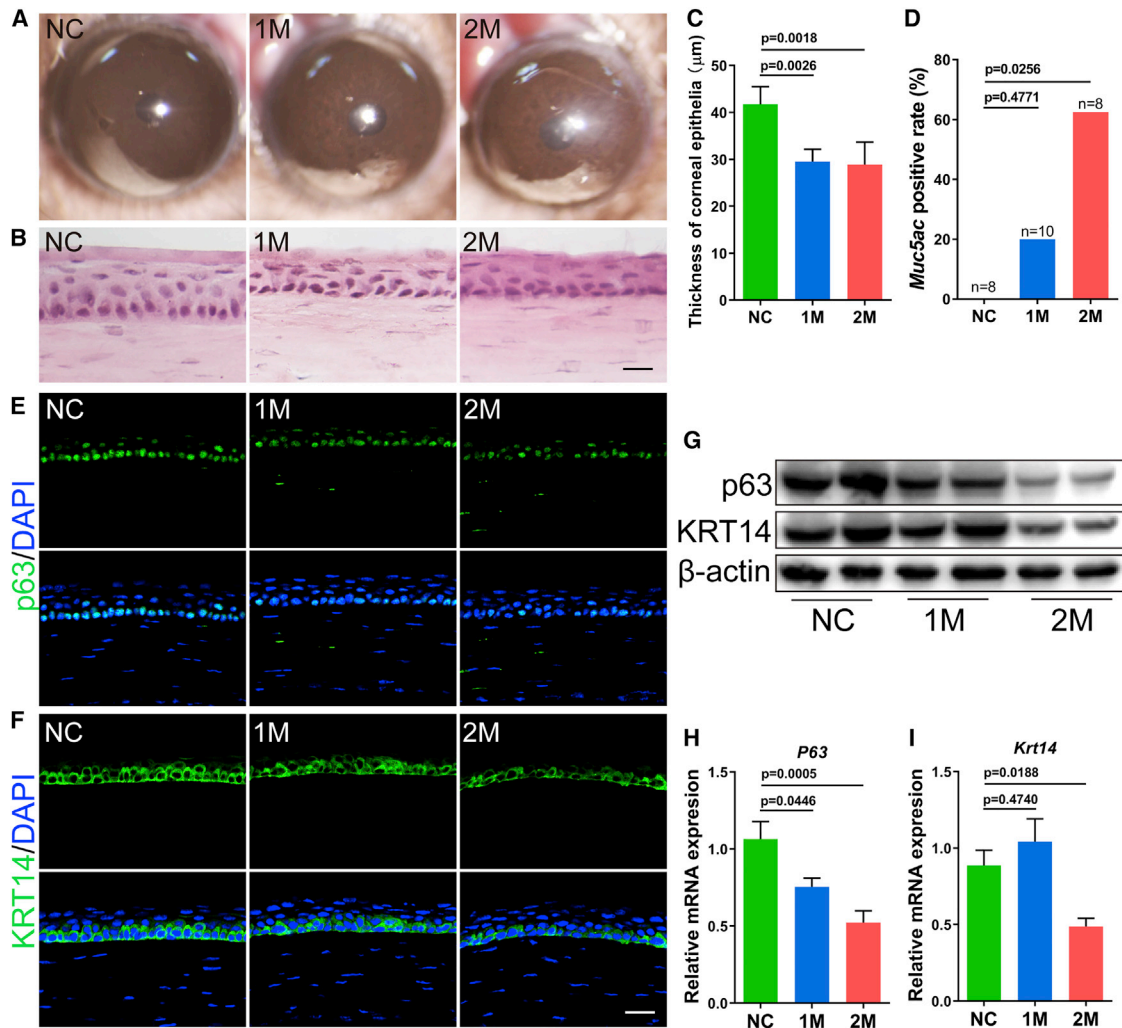 A
NC
1M
2M
B
NC
1M
2M
C
Thickness of corneal epithelia (μm)
50
40
30
20
10
0
p=0.0018
p=0.0026
NC
1M
2M
D
Muc5ac positive rate (%)
80
60
40
20
0
p=0.0256
p=0.4771
n=8
n=10
n=8
NC
1M
2M
E
NC
1M
2M
p63/DAPI
F
NC
1M
2M
KRT14/DAPI
G
p63
KRT14
β-actin
NC
1M
2M
H
P63
Relative mRNA expresion
1.5
1.0
0.5
0.0
p=0.0005
p=0.0446
NC
1M
2M
I
Krt14
Relative mRNA expresion
1.5
1.0
0.5
0.0
p=0.0188
p=0.4740
NC
1M
2M